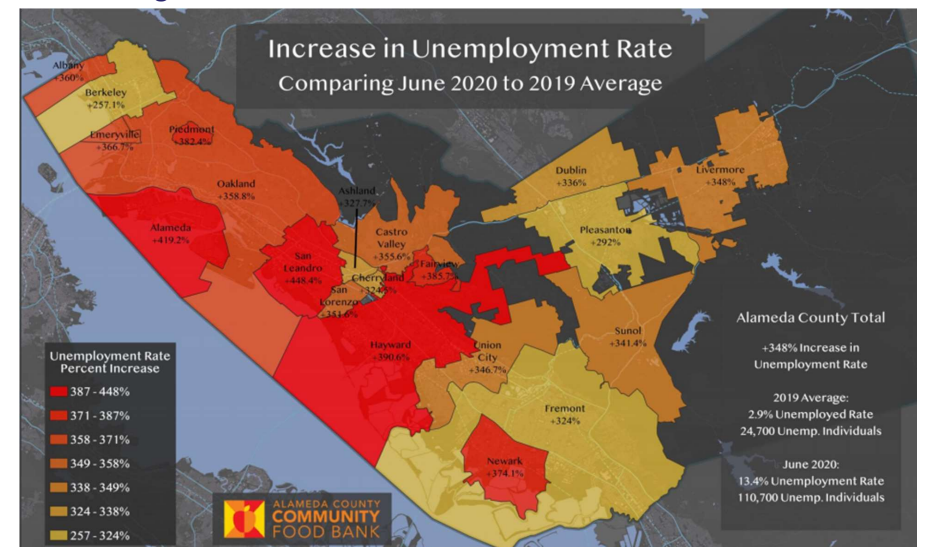 Increase in Unemployment Rate
Comparing June 2020 to 2019 Average
Albany
+360%
Berkeley
+257.1%
Emeryville
+366.7%
Piedmont
+382.4%
Oakland
+358.8%
Alameda
+419.2%
San
Leandro
+448.4%
Ashland
+327.7%
Castro
Valley
+355.6%
Fairview
+385.7%
Cherryland
San
Lorenzo
+351.6%
Hayward
+390.6%
Union
City
+346.7%
Dublin
+336%
Livermore
+348%
Pleasanton
+292%
Sunol
+341.4%
Fremont
+324%
Newark
+374.1%
Unemployment Rate
Percent Increase
387 - 448%
371 - 387%
358 - 371%
349 - 358%
338 - 349%
324 - 338%
257 - 324%
ALAMEDA COUNTY
COMMUNITY
FOOD BANK
Alameda County Total
+348% Increase in
Unemployment Rate
2019 Average:
2.9% Unemployed Rate
24,700 Unemp. Individuals
June 2020:
13.4% Unemployment Rate
110,700 Unemp. Individuals